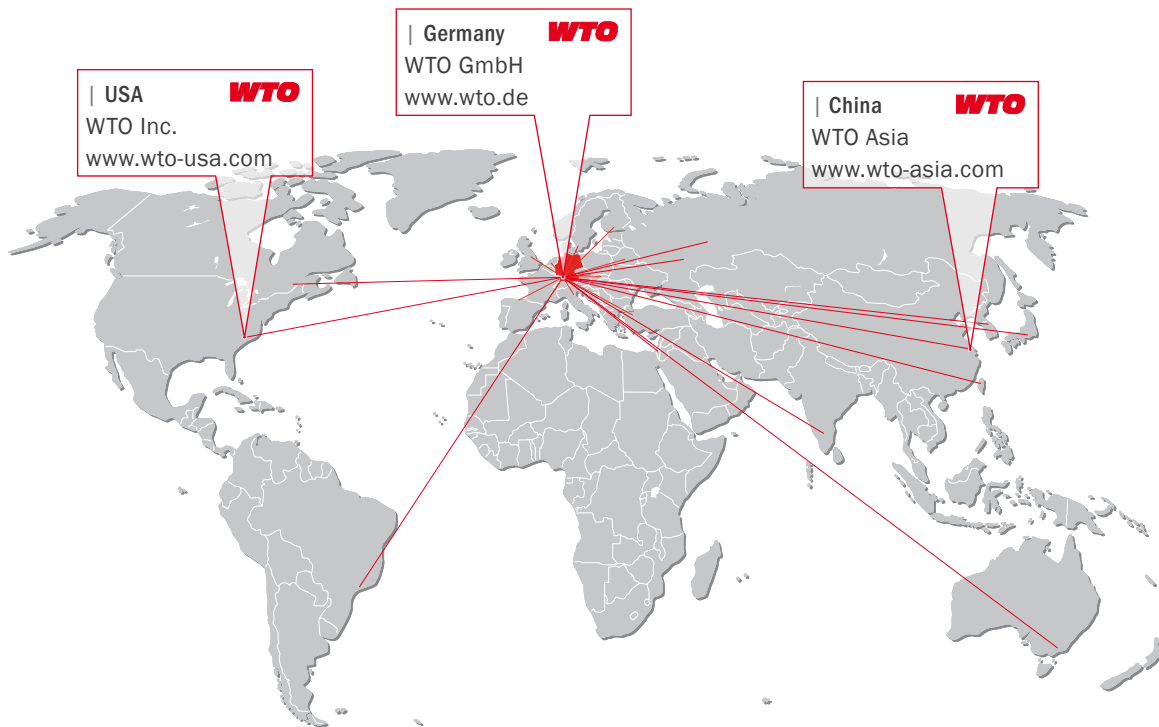 | Germany WTO
WTO GmbH
www.wto.de
| USA WTO
WTO Inc.
www.wto-usa.com
| China WTO
WTO Asia
www.wto-asia.com